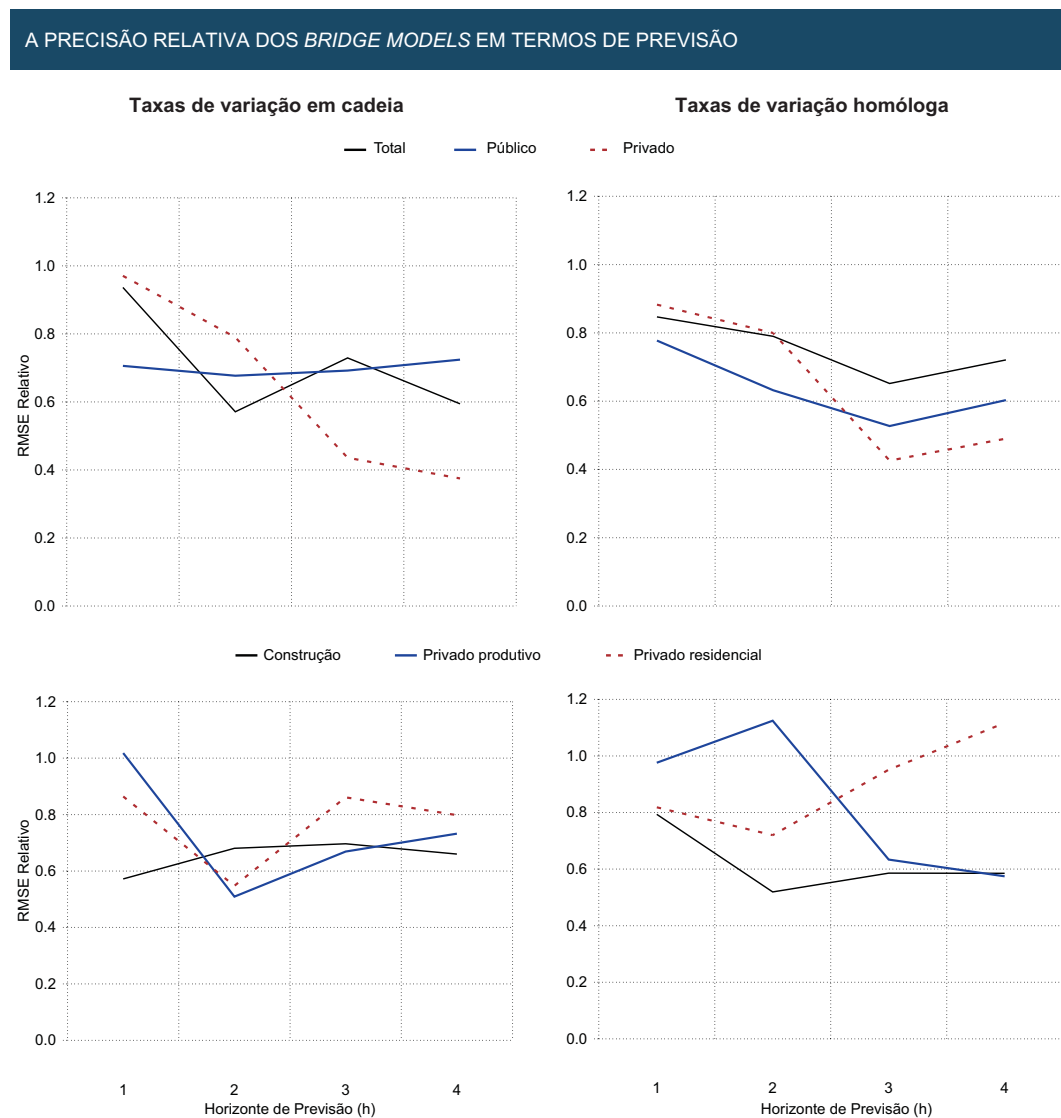 A PRECISÃO RELATIVA DOS BRIDGE MODELS EM TERMOS DE PREVISÃO
Taxas de variação em cadeia
Taxas de variação homóloga
Total
Público
Privado
1.2
1.0
0.8
0.6
0.4
0.2
0.0
RMSE Relativo
1.2
1.0
0.8
0.6
0.4
0.2
0.0
Construção
Privado produtivo
Privado residencial
1.2
1.0
0.8
0.6
0.4
0.2
0.0
RMSE Relativo
1 2 3 4
Horizonte de Previsão (h)
1.2
1.0
0.8
0.6
0.4
0.2
0.0
1 2 3 4
Horizonte de Previsão (h)